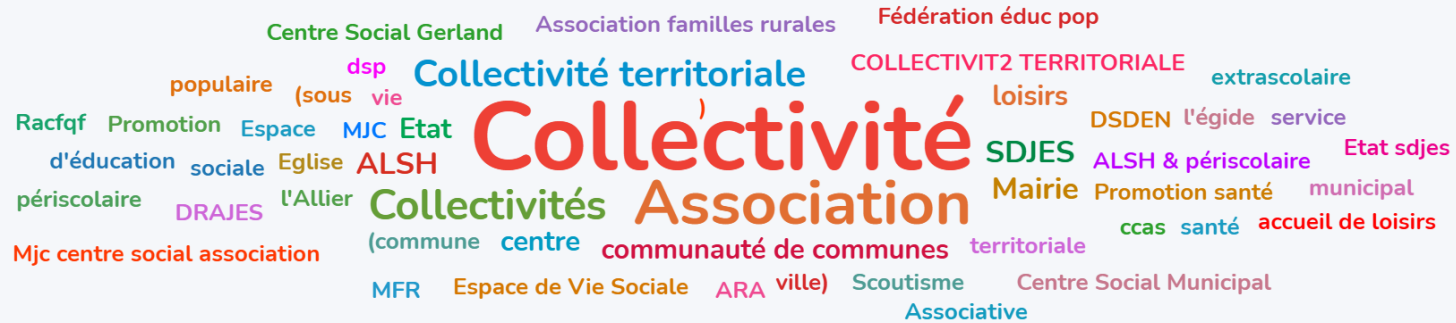 Fédération éduc pop
Centre Social Gerland
Association familles rurales
dsp
Collectivité territoriale
COLLECTIVIT2 TERRITORIALE
extrascolaire
populaire
(sous
vie
)
loisirs
Racfqf
Promotion
Espace
MJC
Etat
Collectivité
DSDEN
l'égide
service
d'éducation
sociale
Eglise
ALSH
SDJES
ALSH & périscolaire
Etat sdjes
périscolaire
DRAJES
l'Allier
Collectivités
Association
Mairie
Promotion santé
municipal
Mjc centre social association
(commune
centre
communauté de communes
territoriale
ccas
santé
accueil de loisirs
MFR
Espace de Vie Sociale
ARA
ville)
Scoutisme
Centre Social Municipal
Associative